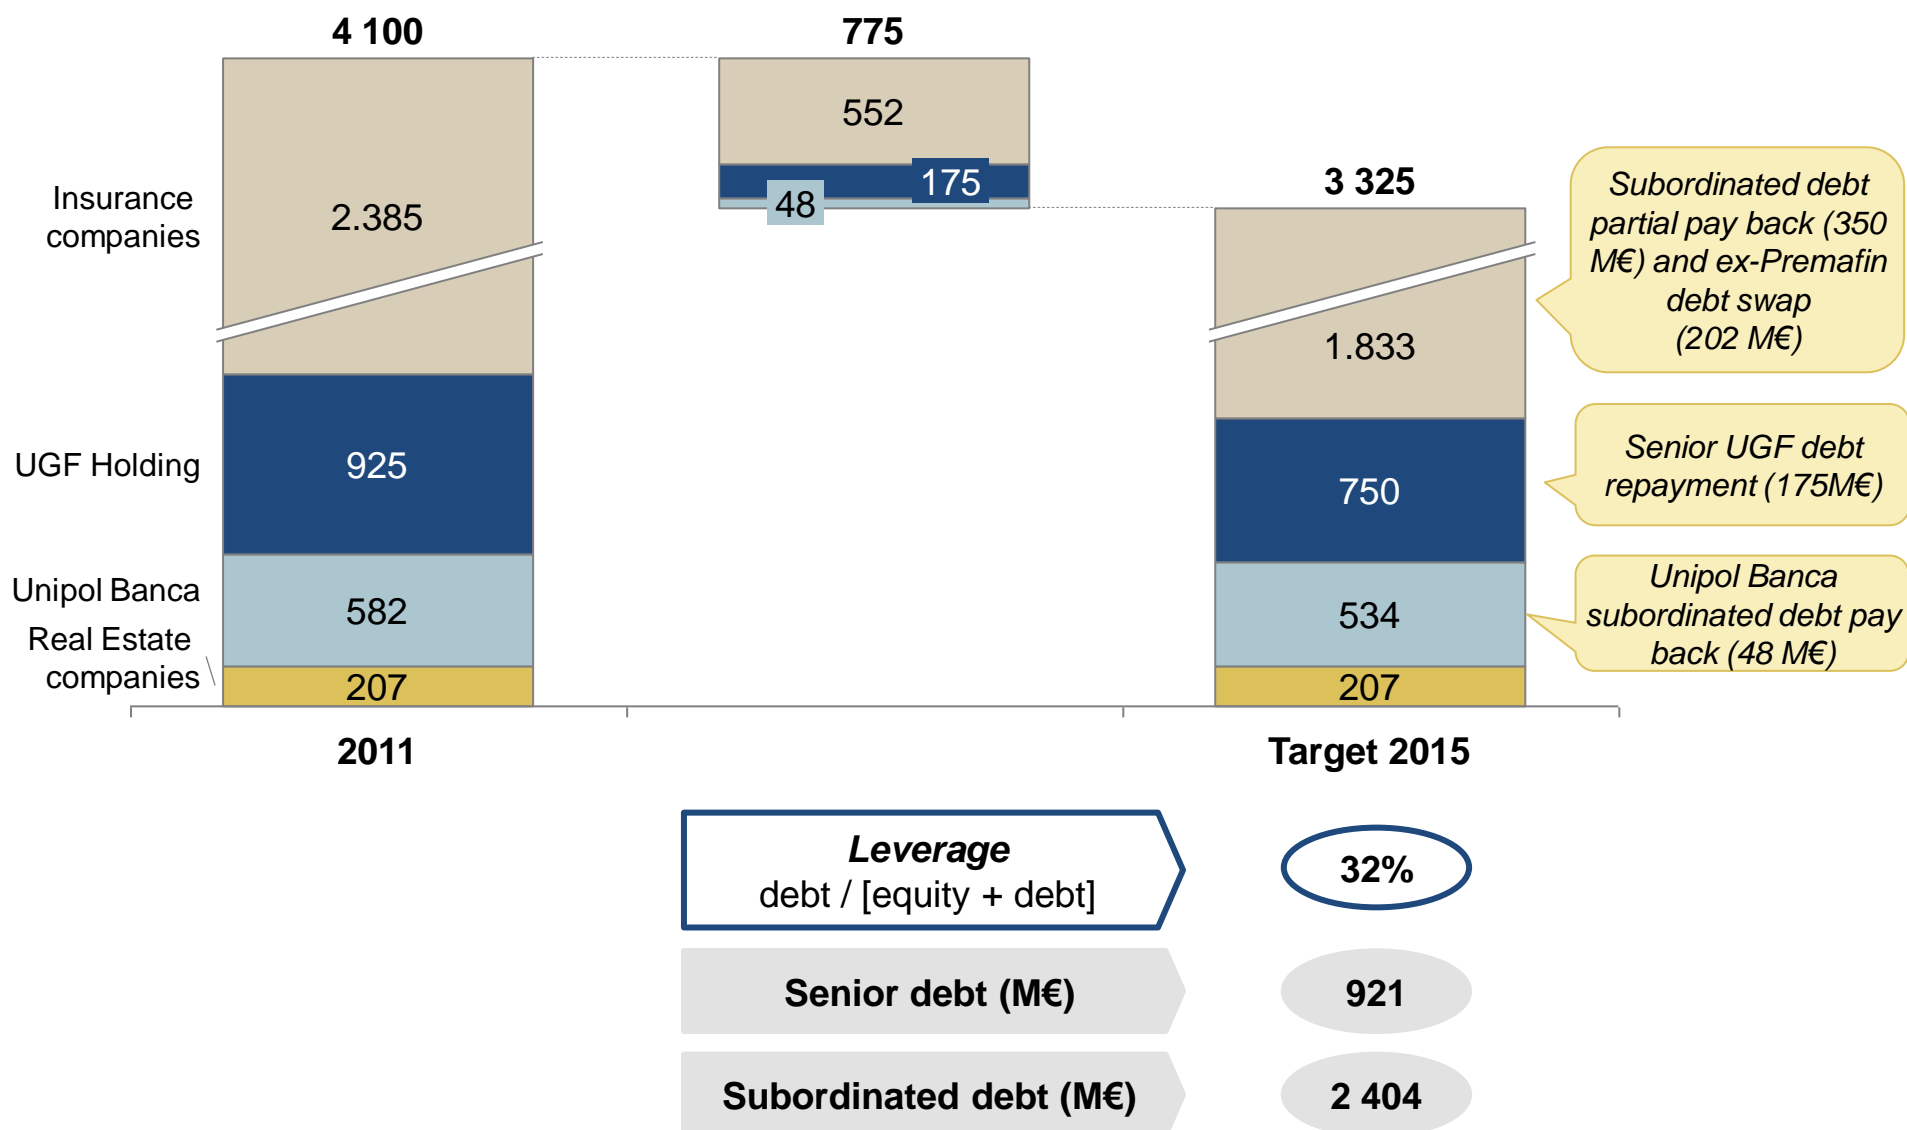 4 100
775
552
175
48
3 325
Insurance
companies
2.385
1.833
UGF Holding
925
750
Unipol Banca
582
534
Real Estate
companies
207
207
Subordinated debt
partial pay back (350
M€) and ex-Premafin
debt swap
(202 M€)
Senior UGF debt
repayment (175M€)
Unipol Banca
subordinated debt pay
back (48 M€)
2011
Target 2015
Leverage
debt / [equity + debt]
32%
Senior debt (M€)
921
Subordinated debt (M€)
2 404